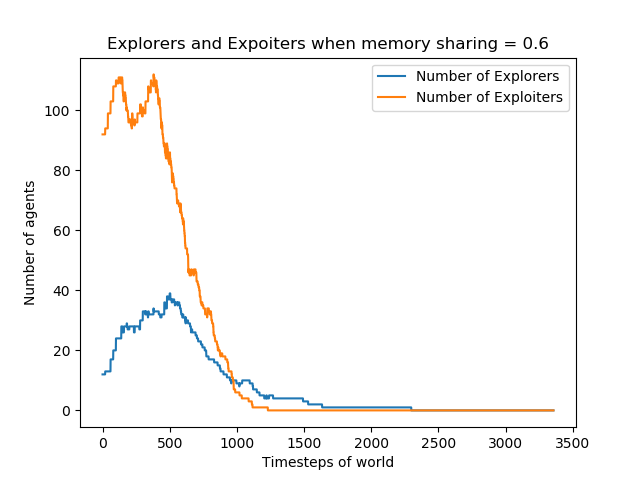 Explorers and Expoiters when memory sharing = 0.6
Number of Explorers
Number of Exploiters
Number of agents
100
80
60
40
20
0
0 500 1000 1500 2000 2500 3000 3500
Timesteps of world